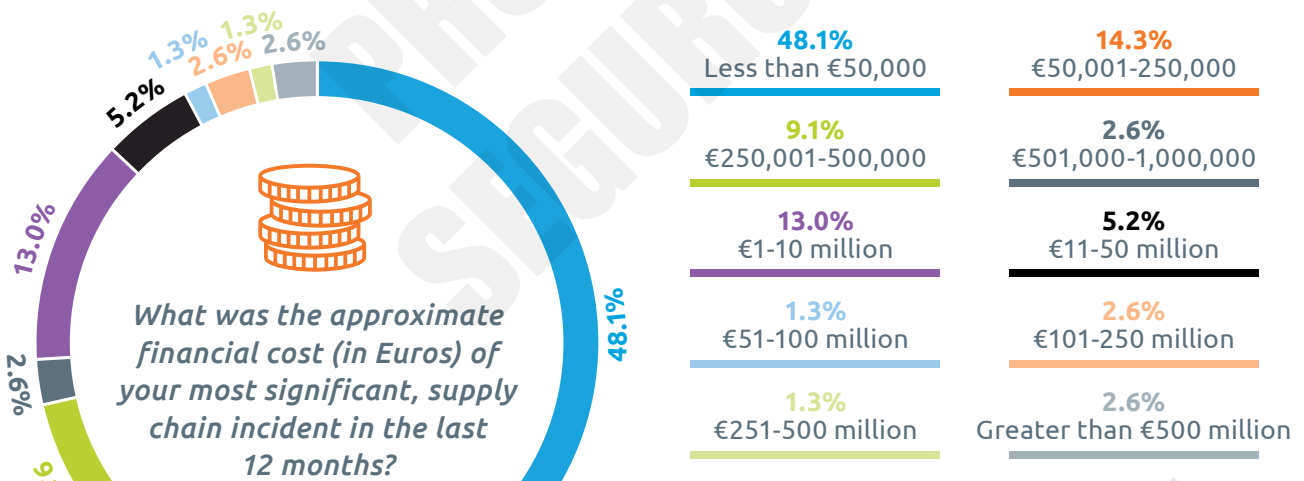 1.3%
1.3%
2.6%
2.6%
5.2%
13.0%
2.6%
48.1%
What was the approximate
financial cost (in Euros) of
your most significant, supply
chain incident in the last
12 months?
48.1%
Less than €50,000
14.3%
€50,001-250,000
9.1%
€250,001-500,000
2.6%
€501,000-1,000,000
13.0%
€1-10 million
5.2%
€11-50 million
1.3%
€51-100 million
2.6%
€101-250 million
1.3%
€251-500 million
2.6%
Greater than €500 million